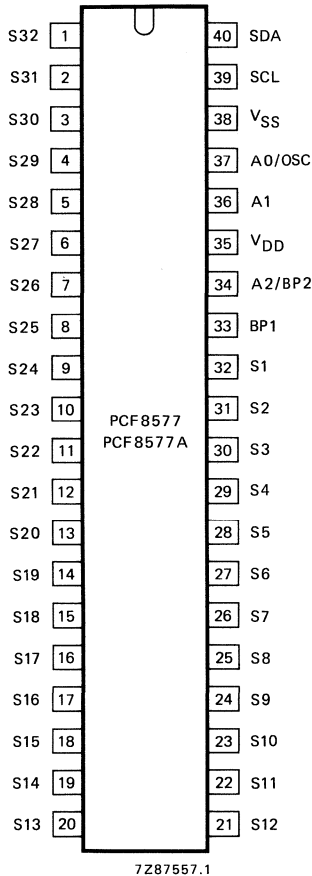 S32 1 40 SDA
S31 2 39 SCL
S30 3 38 VSS
S29 4 37 A0/OSC
S28 5 36 A1
S27 6 35 VDD
S26 7 34 A2/BP2
S25 8 33 BP1
S24 9 32 S1
S23 10 31 S2
PCF8577
PCF8577A
S22 11 30 S3
S21 12 29 S4
S20 13 28 S5
S19 14 27 S6
S18 15 26 S7
S17 16 25 S8
S16 17 24 S9
S15 18 23 S10
S14 19 22 S11
S13 20 21 S12
7Z87557.1